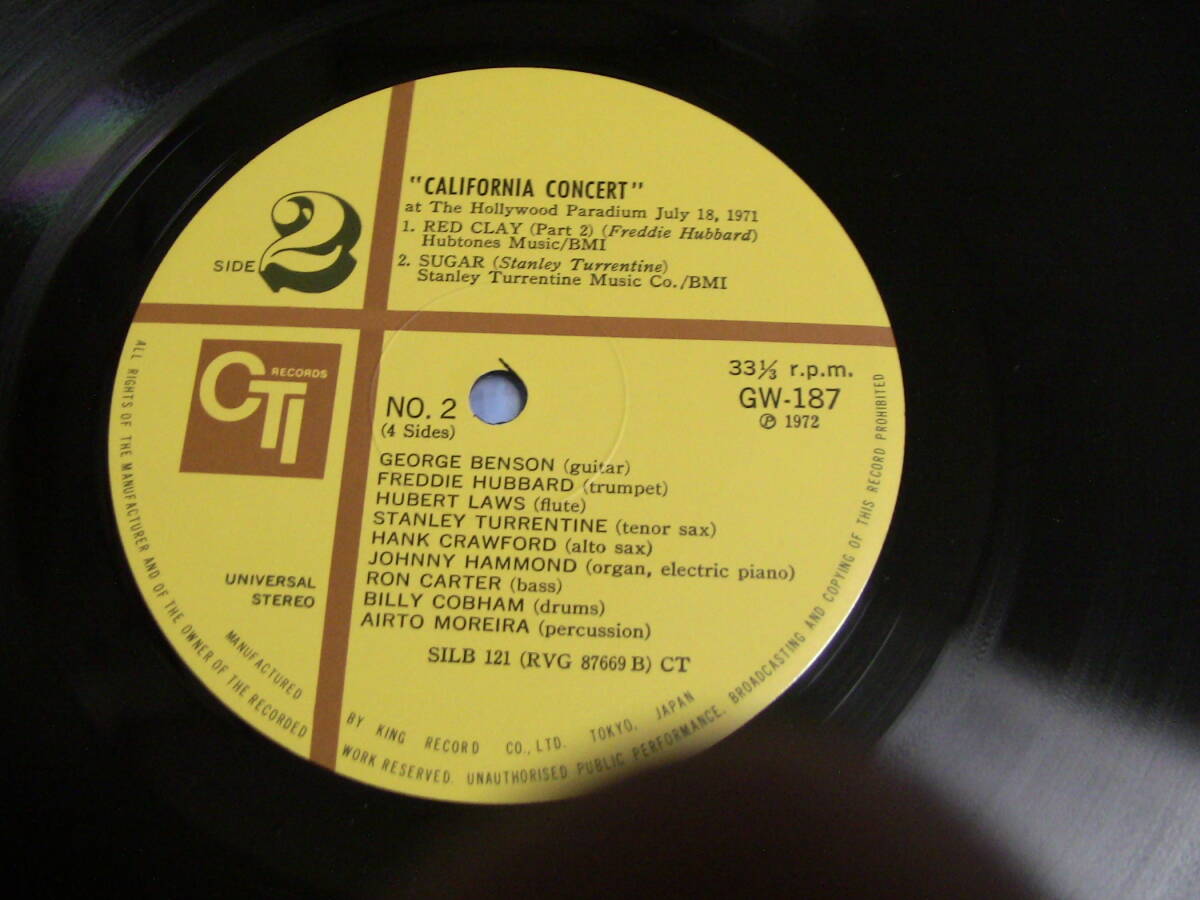 "CALIFORNIA CONCERT"
at The Hollywood Paradium July 18, 1971
1. RED CLAY (Part 2) (Freddie Hubbard)
Hubtones Music/BMI
2. SUGAR (Stanley Turrentine)
Stanley Turrentine Music Co./BMI
SIDE 2
CTI RECORDS
33⅓ r.p.m.
GW-187
℗ 1972
NO. 2
(4 Sides)
GEORGE BENSON (guitar)
FREDDIE HUBBARD (trumpet)
HUBERT LAWS (flute)
STANLEY TURRENTINE (tenor sax)
HANK CRAWFORD (alto sax)
JOHNNY HAMMOND (organ, electric piano)
RON CARTER (bass)
BILLY COBHAM (drums)
AIRTO MOREIRA (percussion)
UNIVERSAL
STEREO
SILB 121 (RVG 87669 B) CT
MANUFACTURED BY KING RECORD CO., LTD. TOKYO, JAPAN
ALL RIGHTS OF THE MANUFACTURER AND OF THE OWNER OF THE RECORDED WORK RESERVED. UNAUTHORISED PUBLIC PERFORMANCE, BROADCASTING AND COPYING OF THIS RECORD PROHIBITED